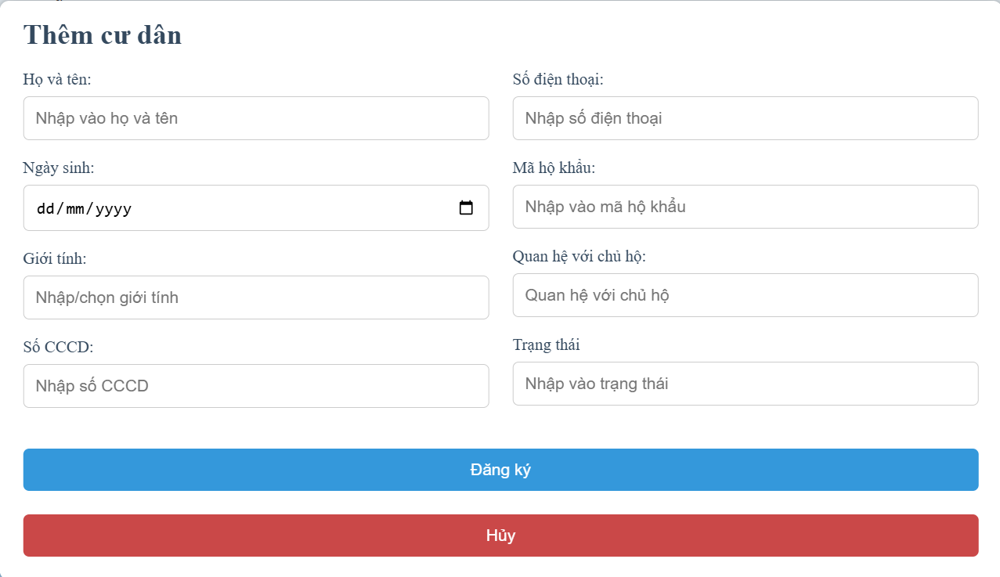 Thêm cư dân
Họ và tên:
Nhập vào họ và tên
Ngày sinh:
dd/mm/yyyy
Giới tính:
Nhập/chọn giới tính
Số CCCD:
Nhập số CCCD
Số điện thoại:
Nhập số điện thoại
Mã hộ khẩu:
Nhập vào mã hộ khẩu
Quan hệ với chủ hộ:
Quan hệ với chủ hộ
Trạng thái
Nhập vào trạng thái
Đăng ký
Hủy